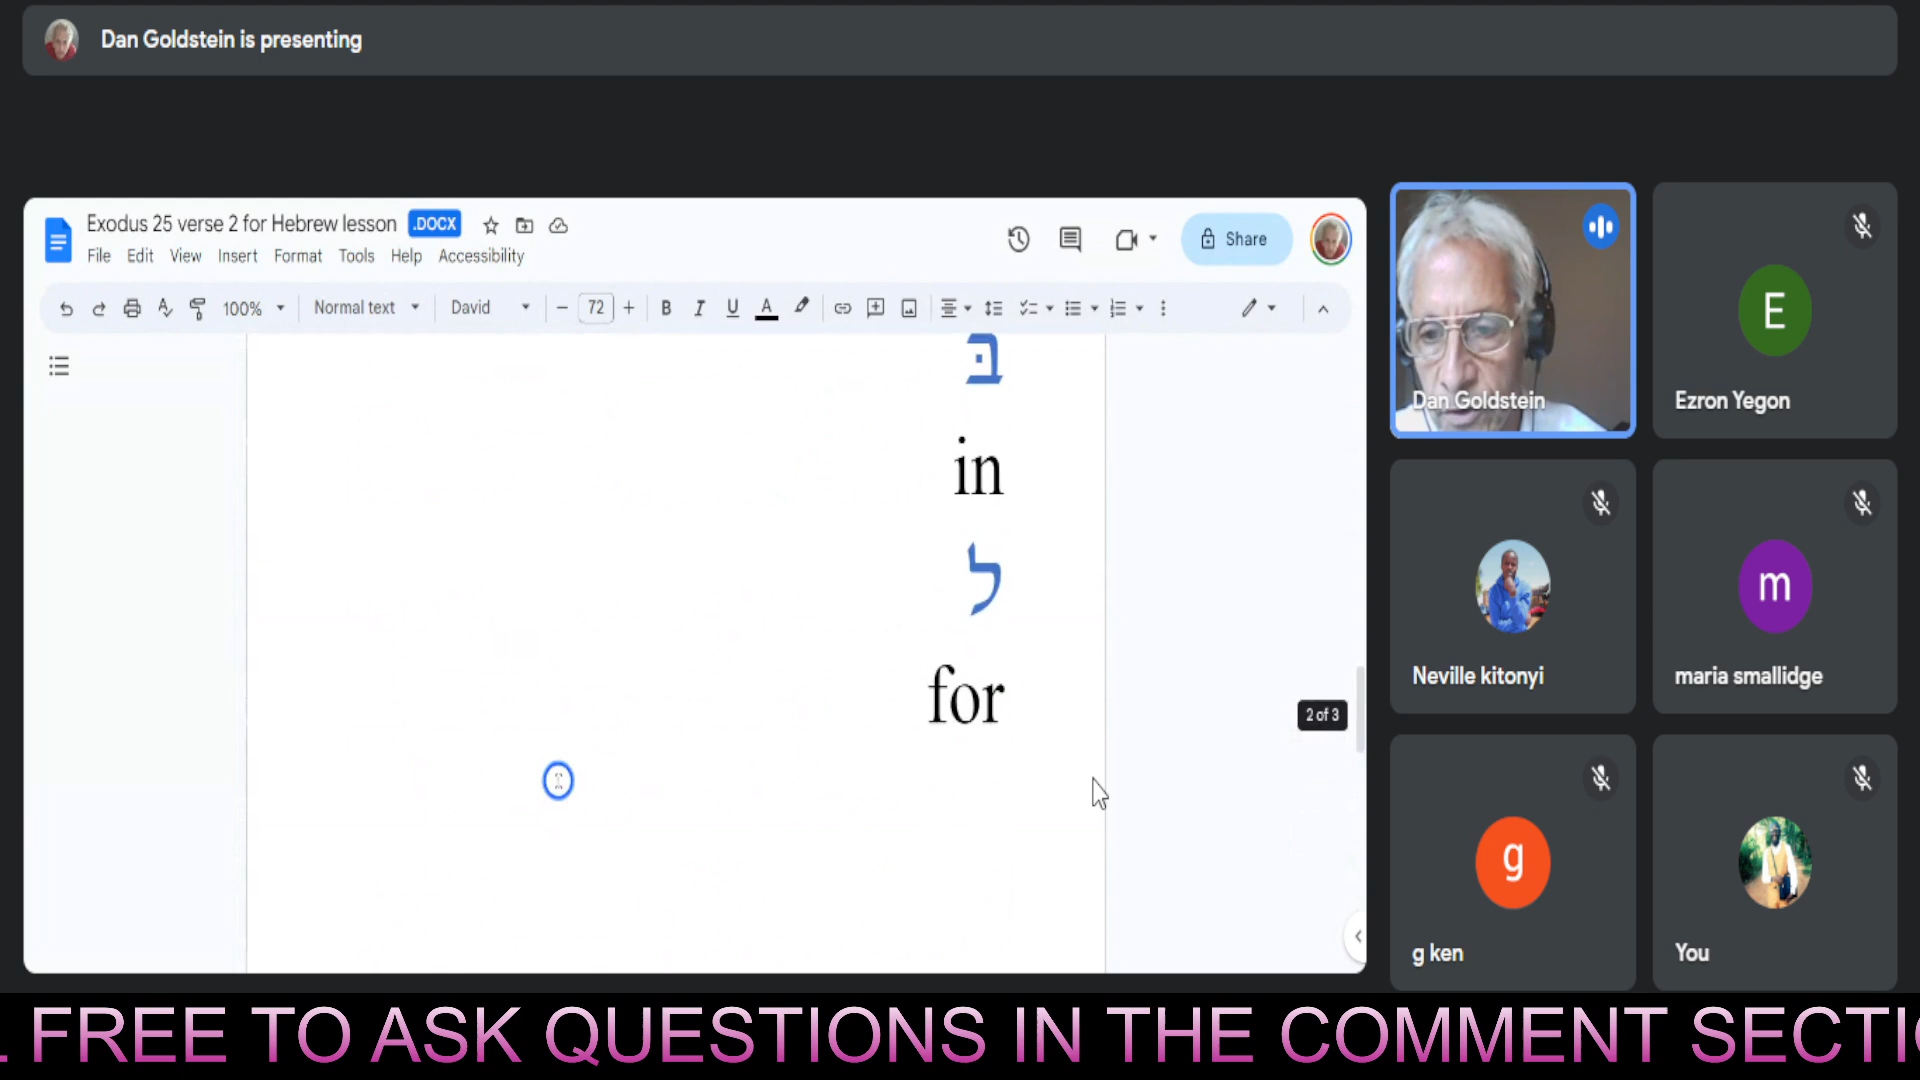 Dan Goldstein is presenting
Exodus 25 verse 2 for Hebrew lesson .DOCX
File Edit View Insert Format Tools Help Accessibility
Share
100% Normal text David 72 B I U A
בּ
in
ל
for
2 of 3
Dan Goldstein
E
Ezron Yegon
Neville kitonyi
m
maria smallidge
g
g ken
You
FREE TO ASK QUESTIONS IN THE COMMENT SECTI